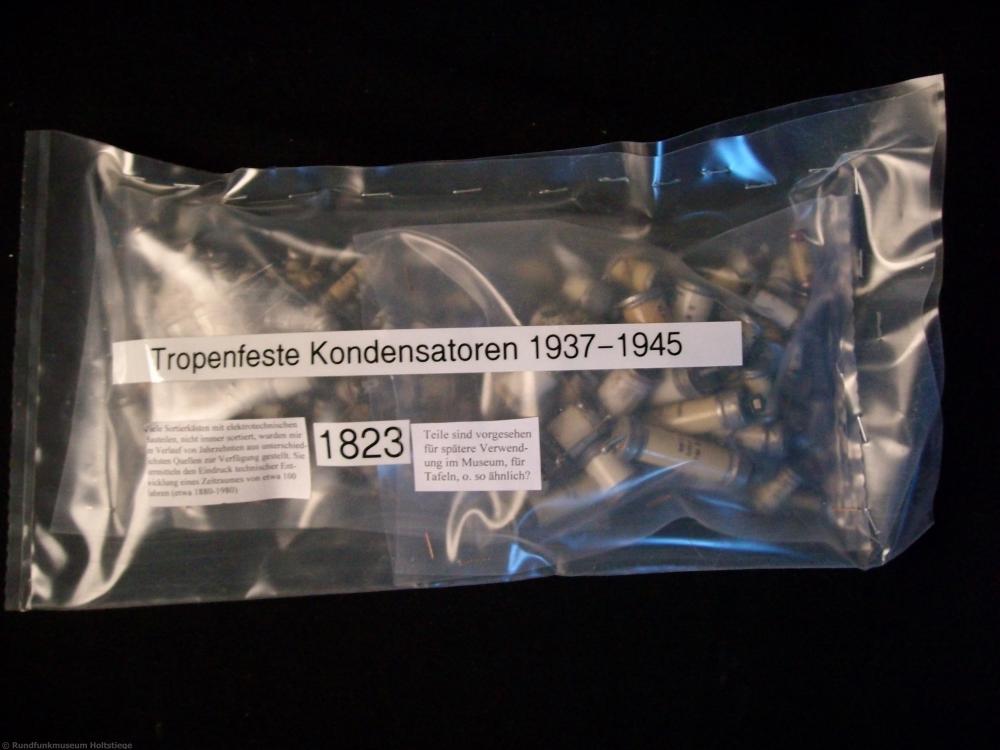 Tropenfeste Kondensatoren 1937–1945
Viele Sortierkästen mit elektrotechnischen
Bauteilen, nicht immer sortiert, wurden mir
im Verlauf von Jahrzehnten aus unterschied-
lichsten Quellen zur Verfügung gestellt. Sie
vermitteln den Eindruck technischer Ent-
wicklung eines Zeitraumes von etwa 100
Jahren (etwa 1880-1980)
1823
Teile sind vorgesehen
für spätere Verwend-
ung im Museum, für
Tafeln, o. so ähnlich?
© Rundfunkmuseum Holtstiege